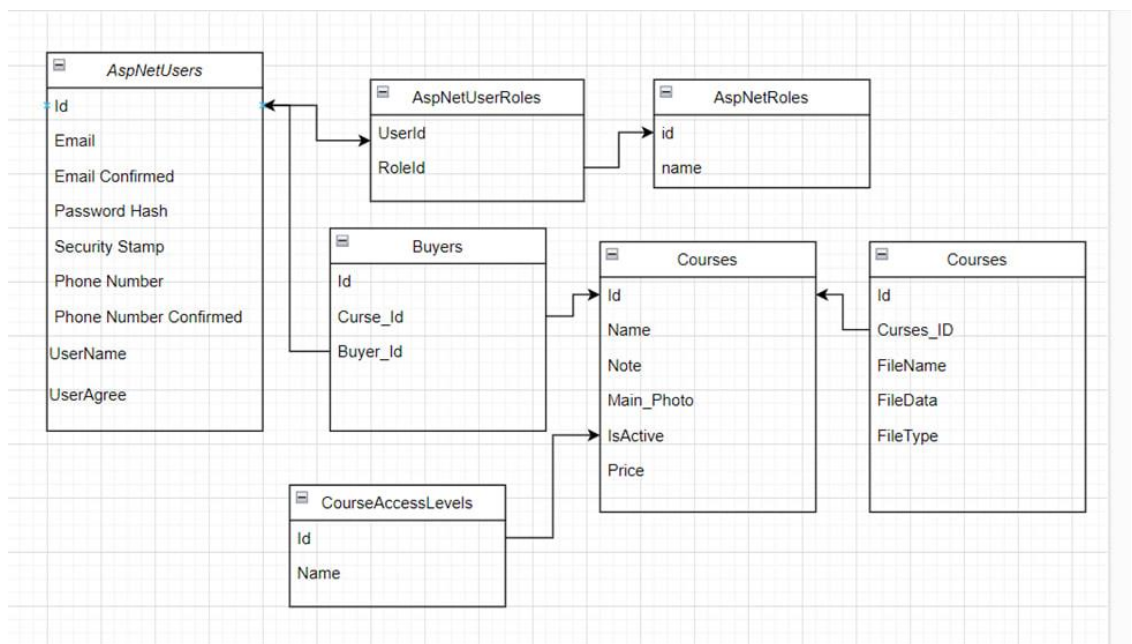 AspNetUsers
Id
Email
Email Confirmed
Password Hash
Security Stamp
Phone Number
Phone Number Confirmed
UserName
UserAgree
AspNetUserRoles
UserId
RoleId
AspNetRoles
id
name
Buyers
Id
Curse_Id
Buyer_Id
Courses
Id
Name
Note
Main_Photo
IsActive
Price
Courses
Id
Curses_ID
FileName
FileData
FileType
CourseAccessLevels
Id
Name